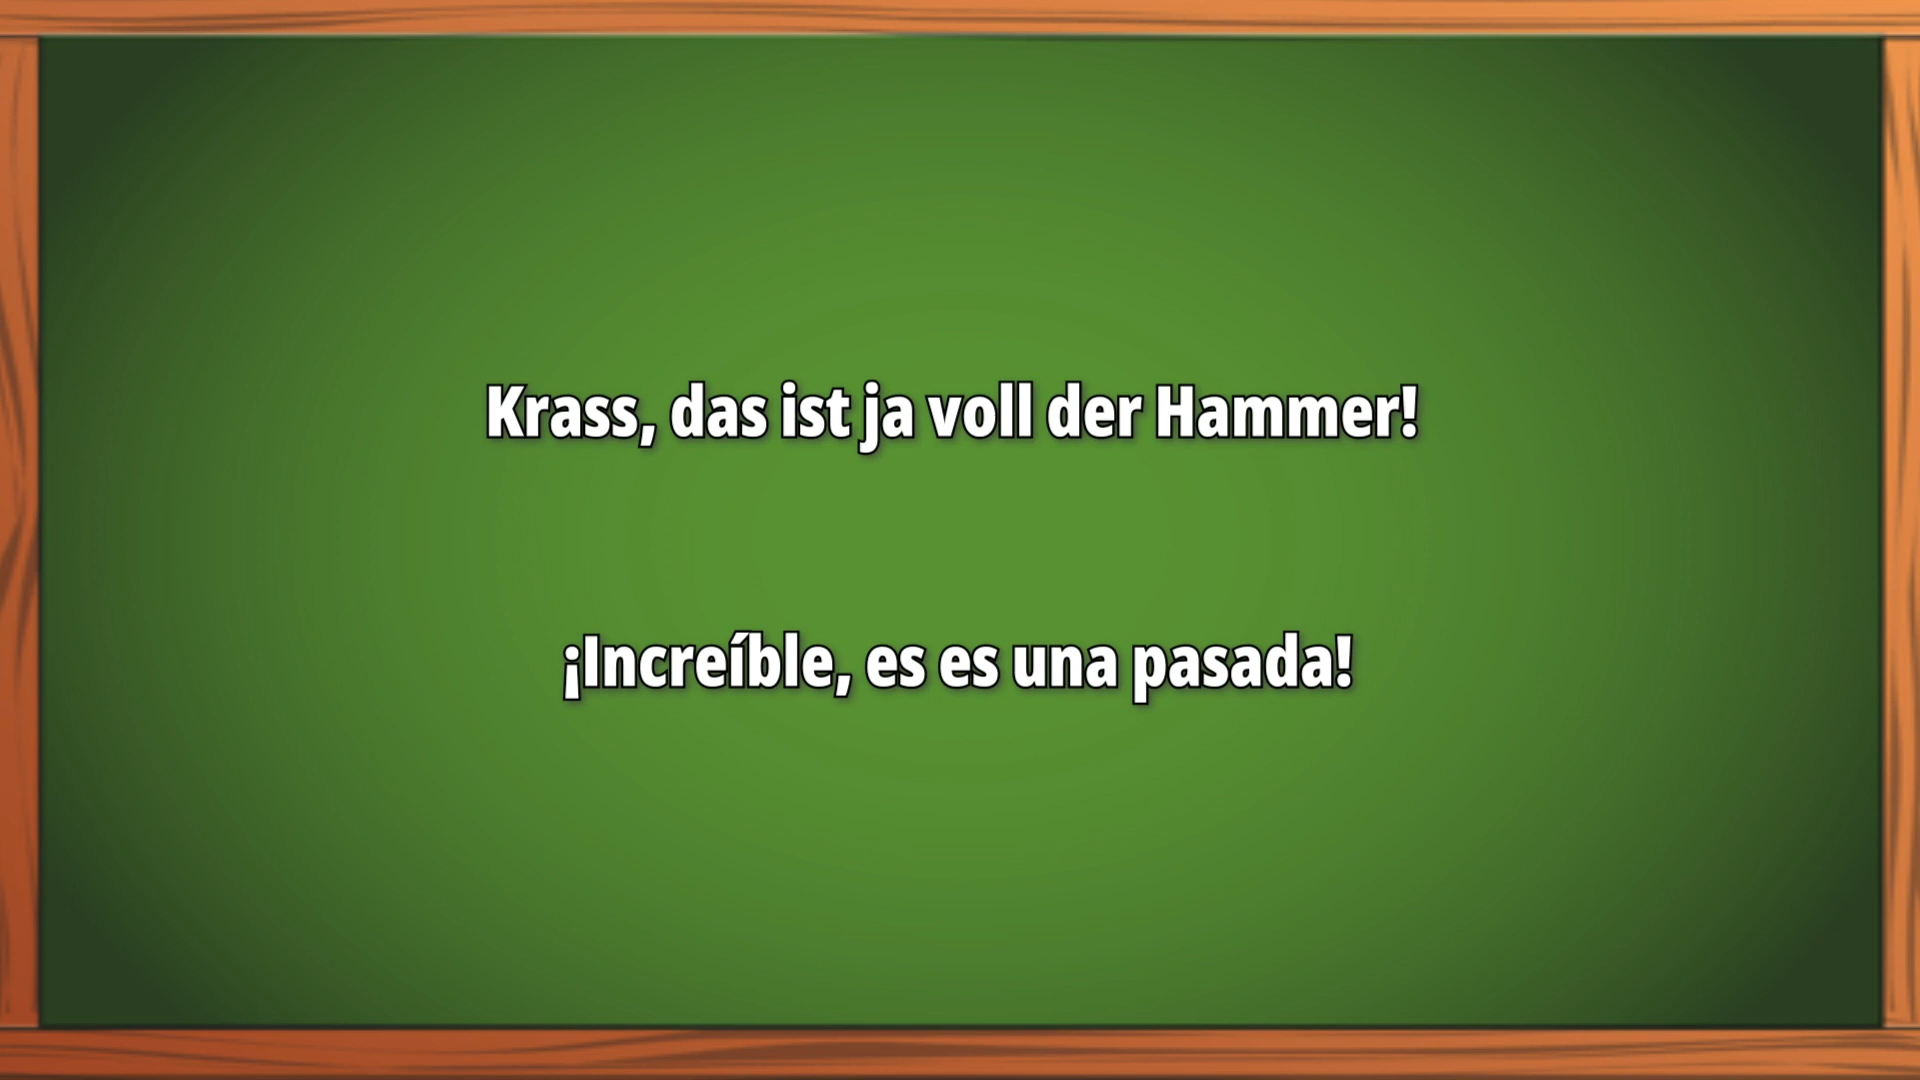 Krass, das ist ja voll der Hammer!
¡Increíble, es es una pasada!